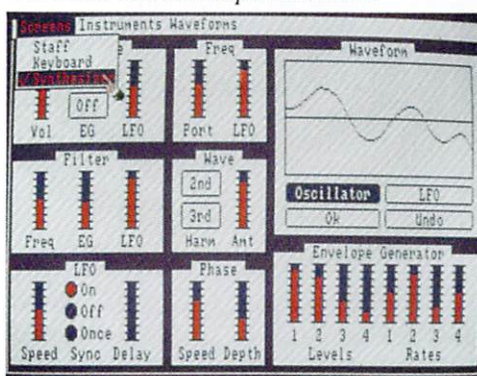 Screens Instruments Waveforms
Staff
Keyboard
✓Synthesizer
Vol EG LFO
Off
Freq
Port LFO
Waveform
Oscillator LFO
Ok Undo
Filter
Freq EG LFO
Wave
2nd
3rd
Harm Amt
LFO
On
Off
Once
Speed Sync Delay
Phase
Speed Depth
Envelope Generator
1 2 3 4 1 2 3 4
Levels Rates